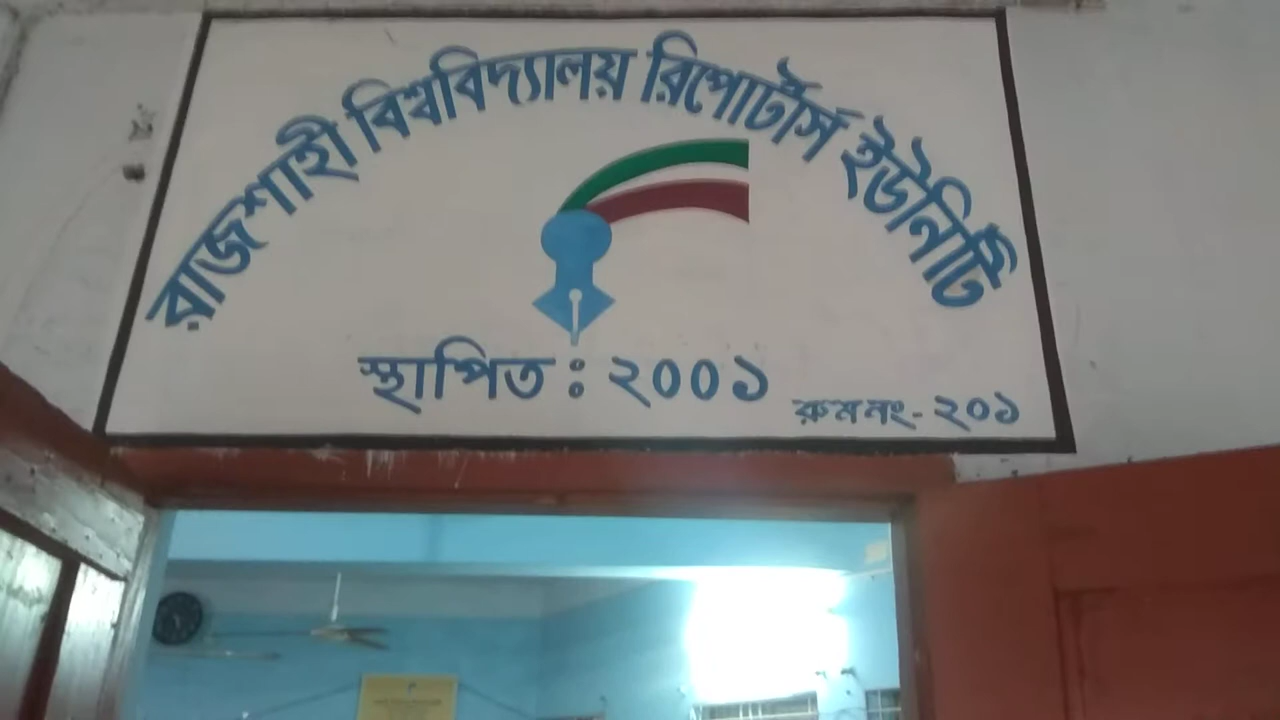 রাজশাহী বিশ্ববিদ্যালয় রিপোর্টার্স ইউনিটি
স্থাপিত : ২০০১
রুম নং- ২০১